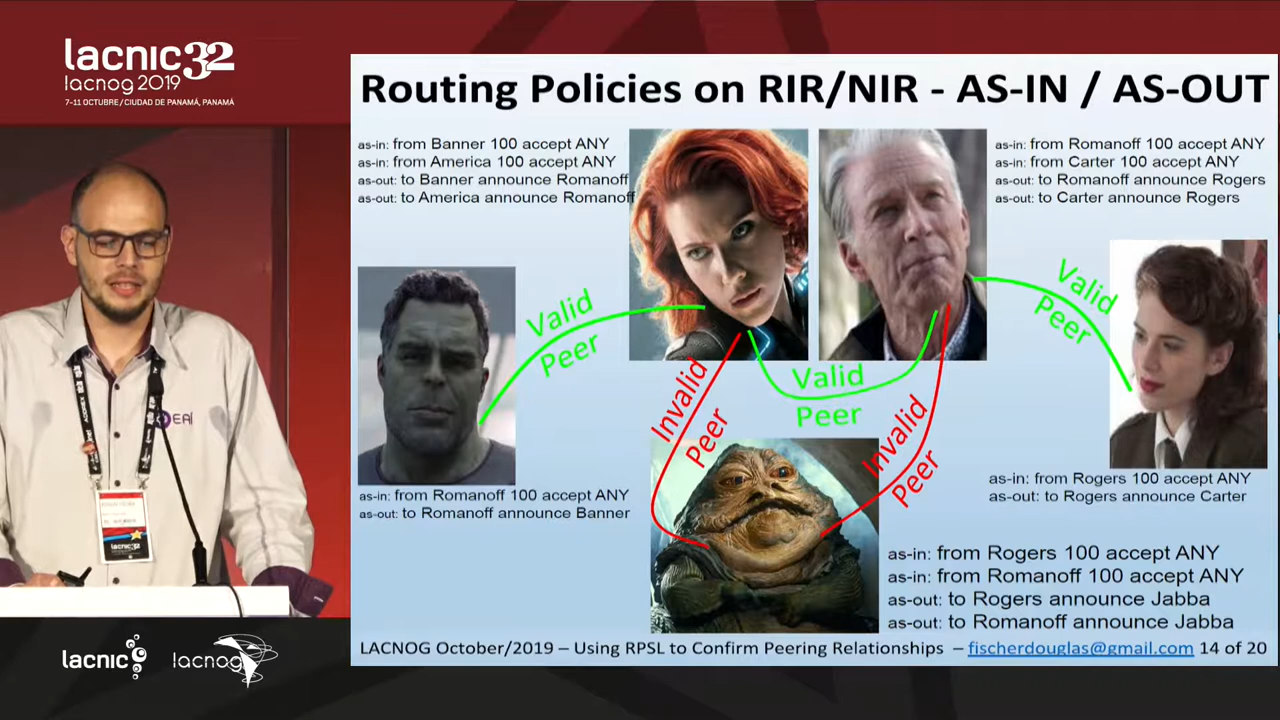 lacnic32
lacnog 2019
7-11 OCTUBRE / CIUDAD DE PANAMÁ, PANAMÁ
Routing Policies on RIR/NIR - AS-IN / AS-OUT
as-in: from Banner 100 accept ANY
as-in: from America 100 accept ANY
as-out: to Banner announce Romanoff
as-out: to America announce Romanoff
as-in: from Romanoff 100 accept ANY
as-in: from Carter 100 accept ANY
as-out: to Romanoff announce Rogers
as-out: to Carter announce Rogers
Valid
Peer
Valid
Peer
Valid
Peer
Invalid
Peer
Invalid
Peer
as-in: from Romanoff 100 accept ANY
as-out: to Romanoff announce Banner
as-in: from Rogers 100 accept ANY
as-out: to Rogers announce Carter
as-in: from Rogers 100 accept ANY
as-in: from Romanoff 100 accept ANY
as-out: to Rogers announce Jabba
as-out: to Romanoff announce Jabba
LACNOG October/2019 – Using RPSL to Confirm Peering Relationships – fischerdouglas@gmail.com 14 of 20
EAÍ
lacnic32
lacnic
lacnog